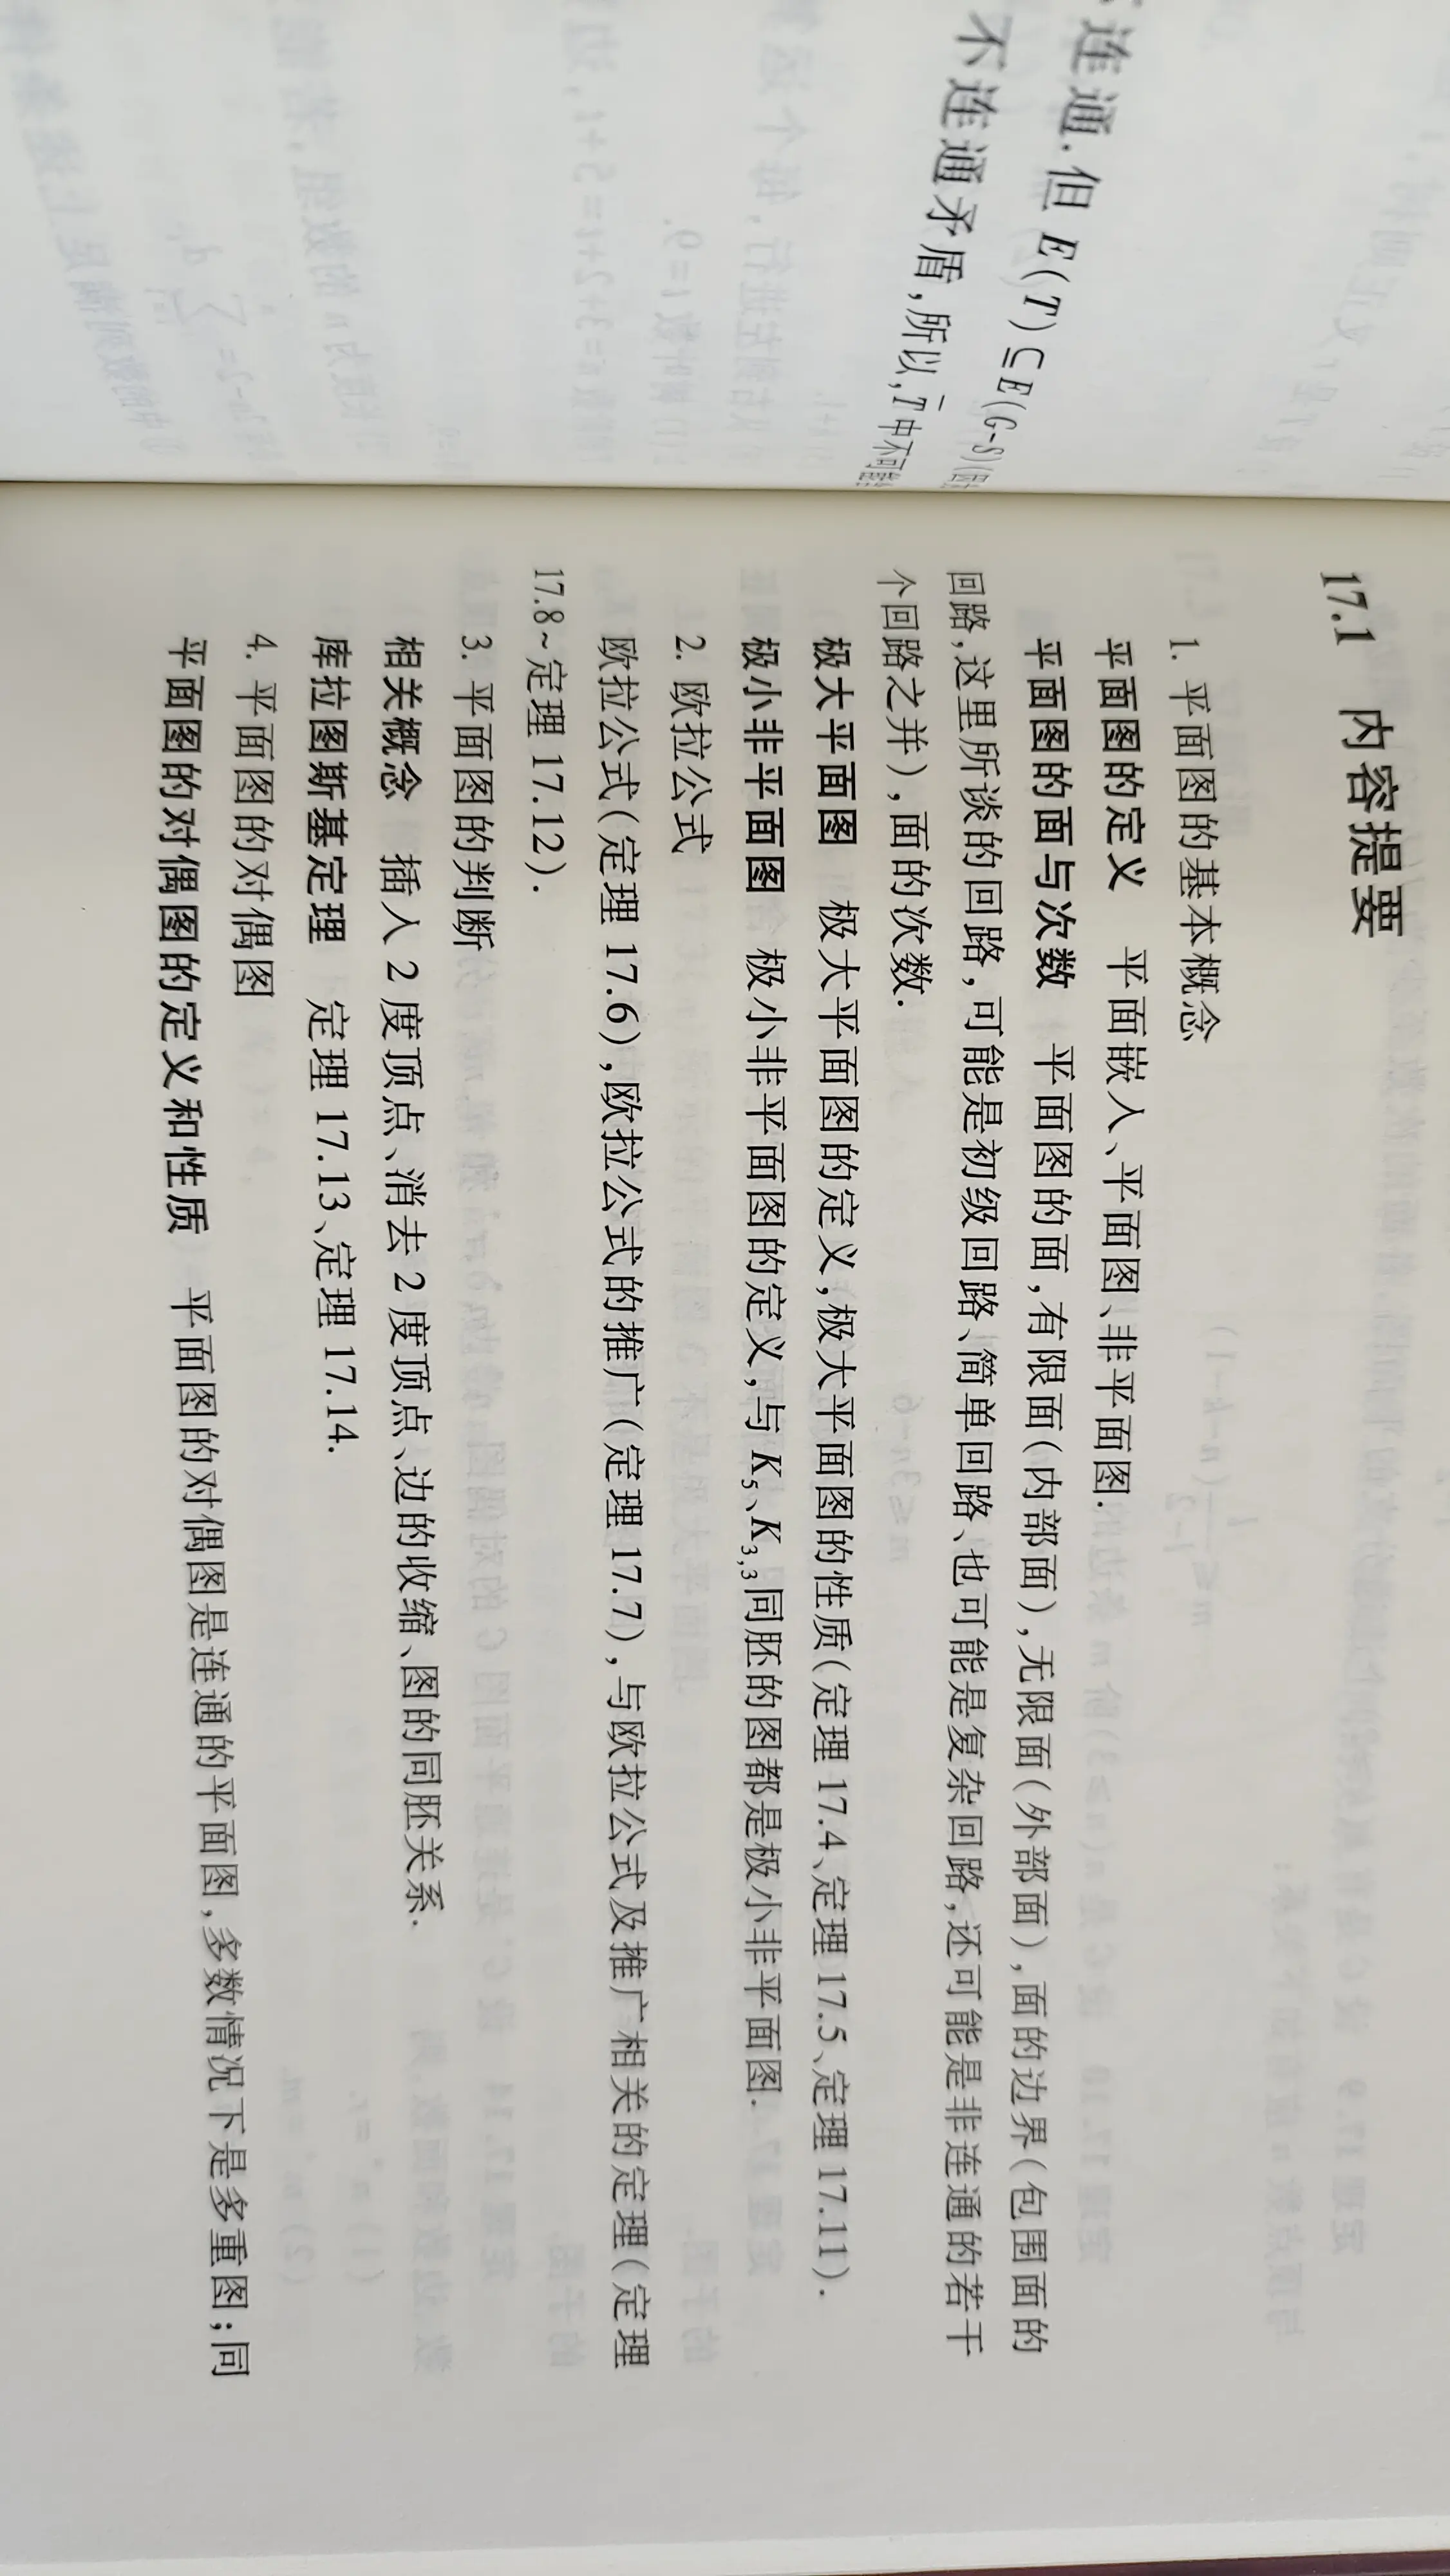 连通.但 E(T)⊆E(G-S)(因
不连通矛盾,所以,T̄中不可能
17.1 内容提要
1. 平面图的基本概念
平面图的定义 平面嵌入、平面图、非平面图.
平面图的面与次数 平面图的面,有限面(内部面),无限面(外部面),面的边界(包围面的
回路,这里所谈的回路,可能是初级回路、简单回路、也可能是复杂回路,还可能是非连通的若干
个回路之并),面的次数.
极大平面图 极大平面图的定义,极大平面图的性质(定理 17.4、定理 17.5、定理 17.11).
极小非平面图 极小非平面图的定义,与 K₅、K₃,₃同胚的图都是极小非平面图.
2. 欧拉公式
欧拉公式(定理 17.6),欧拉公式的推广(定理 17.7),与欧拉公式及推广相关的定理(定理
17.8~定理 17.12).
3. 平面图的判断
相关概念 插入 2 度顶点、消去 2 度顶点、边的收缩、图的同胚关系.
库拉图斯基定理 定理 17.13、定理 17.14.
4. 平面图的对偶图
平面图的对偶图的定义和性质 平面图的对偶图是连通的平面图,多数情况下是多重图;同